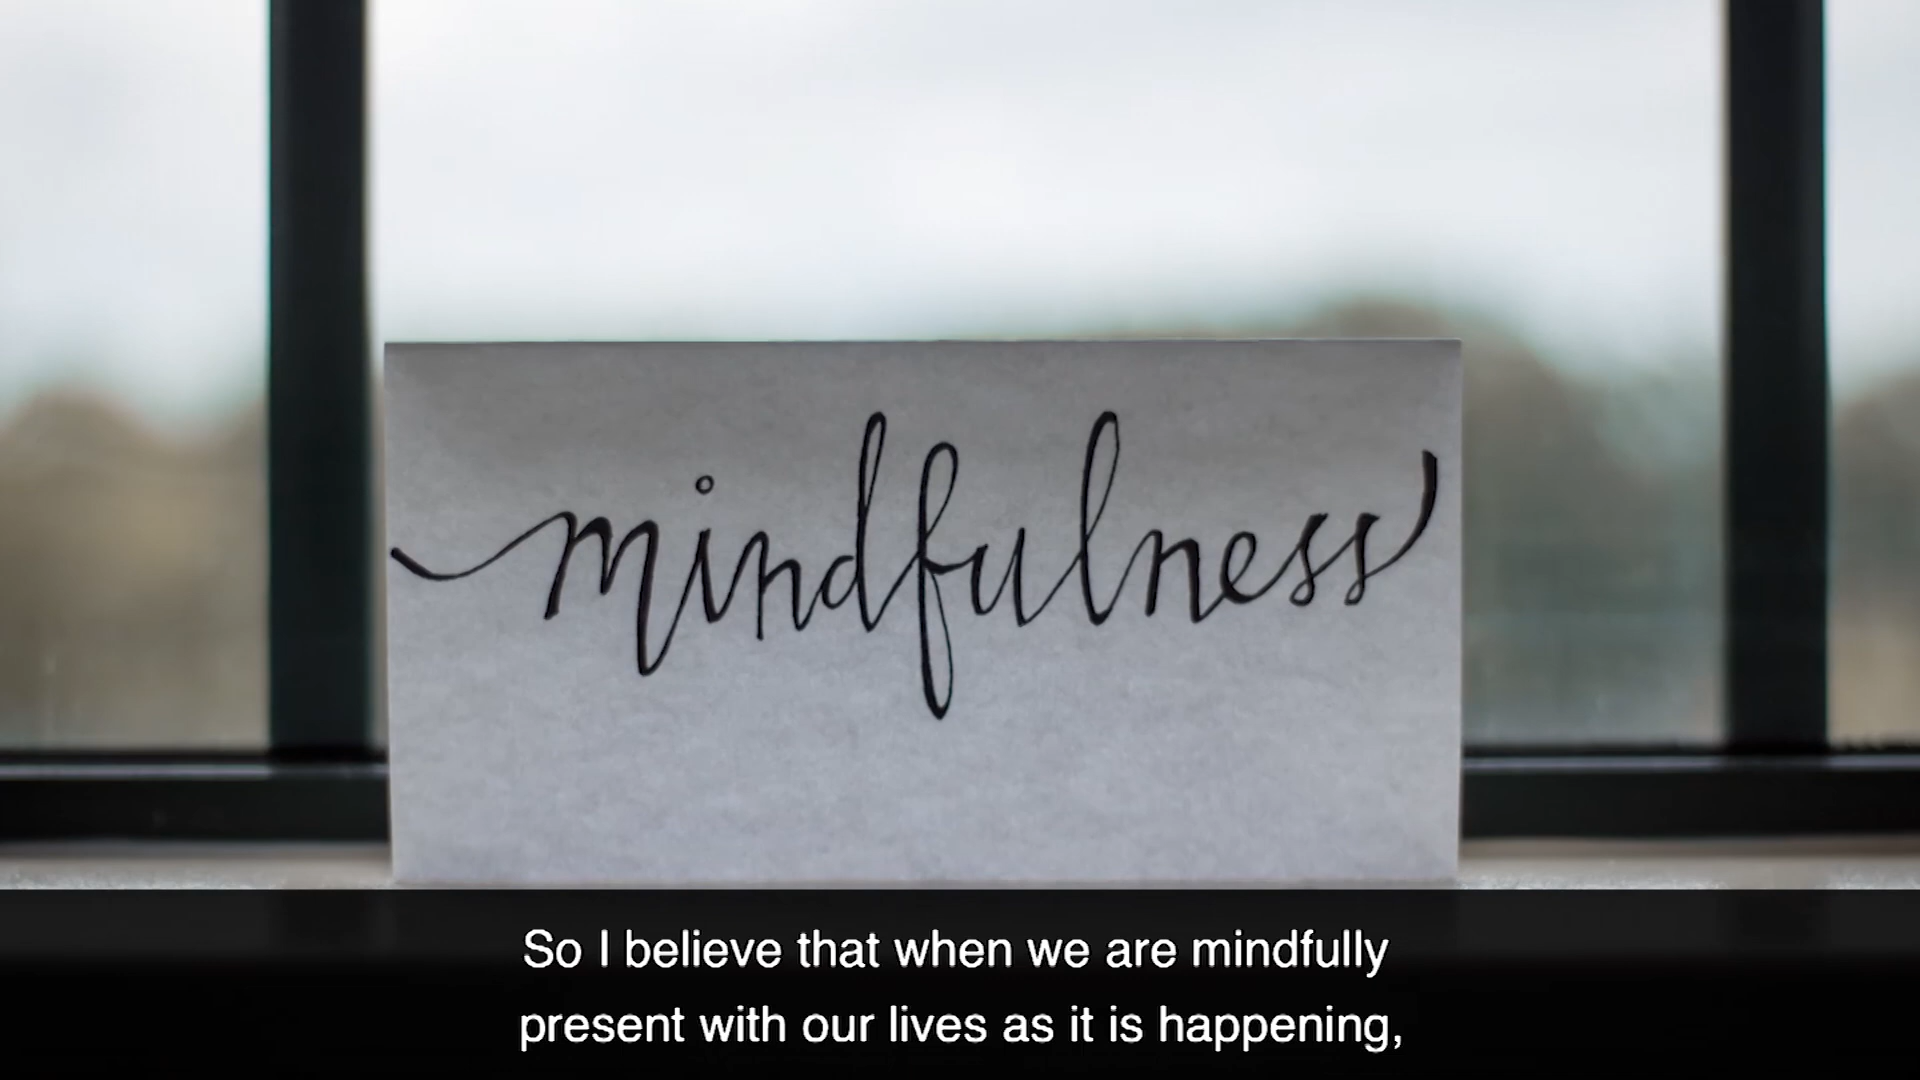 mindfulness
So I believe that when we are mindfully
present with our lives as it is happening,